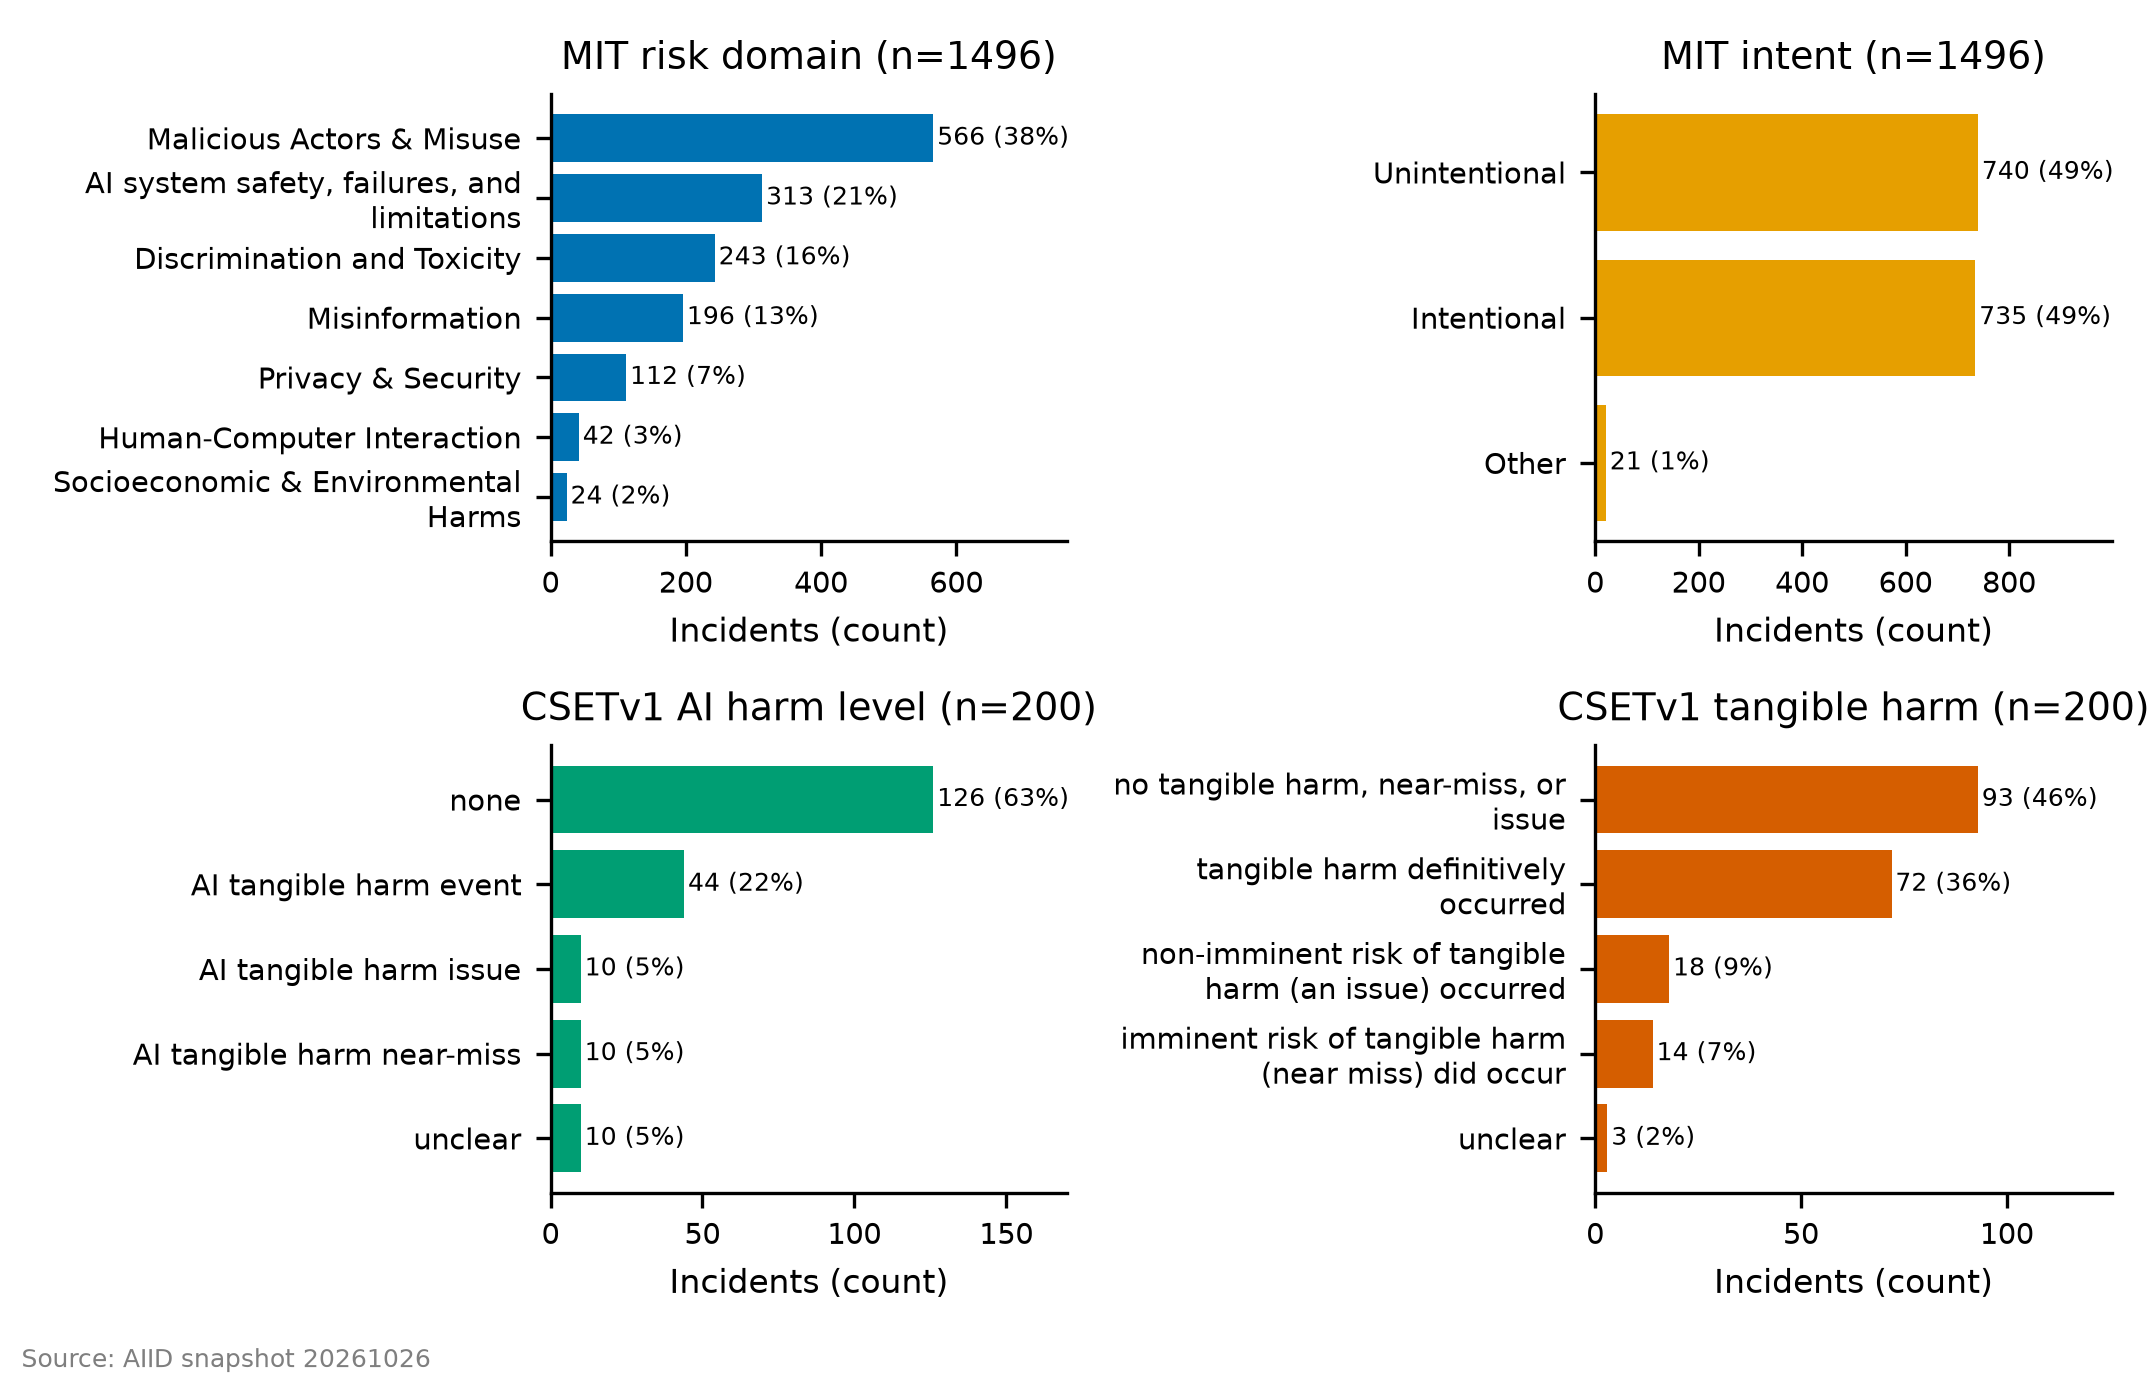 MIT risk domain (n=1496)
Malicious Actors & Misuse
566 (38%)
AI system safety, failures, and
limitations
313 (21%)
Discrimination and Toxicity
243 (16%)
Misinformation
196 (13%)
Privacy & Security
112 (7%)
Human-Computer Interaction
42 (3%)
Socioeconomic & Environmental
Harms
24 (2%)
0 200 400 600
Incidents (count)
MIT intent (n=1496)
Unintentional
740 (49%)
Intentional
735 (49%)
Other
21 (1%)
0 200 400 600 800
Incidents (count)
CSETv1 AI harm level (n=200)
none
126 (63%)
AI tangible harm event
44 (22%)
AI tangible harm issue
10 (5%)
AI tangible harm near-miss
10 (5%)
unclear
10 (5%)
0 50 100 150
Incidents (count)
CSETv1 tangible harm (n=200)
no tangible harm, near-miss, or
issue
93 (46%)
tangible harm definitively
occurred
72 (36%)
non-imminent risk of tangible
harm (an issue) occurred
18 (9%)
imminent risk of tangible harm
(near miss) did occur
14 (7%)
unclear
3 (2%)
0 50 100
Incidents (count)
Source: AIID snapshot 20261026